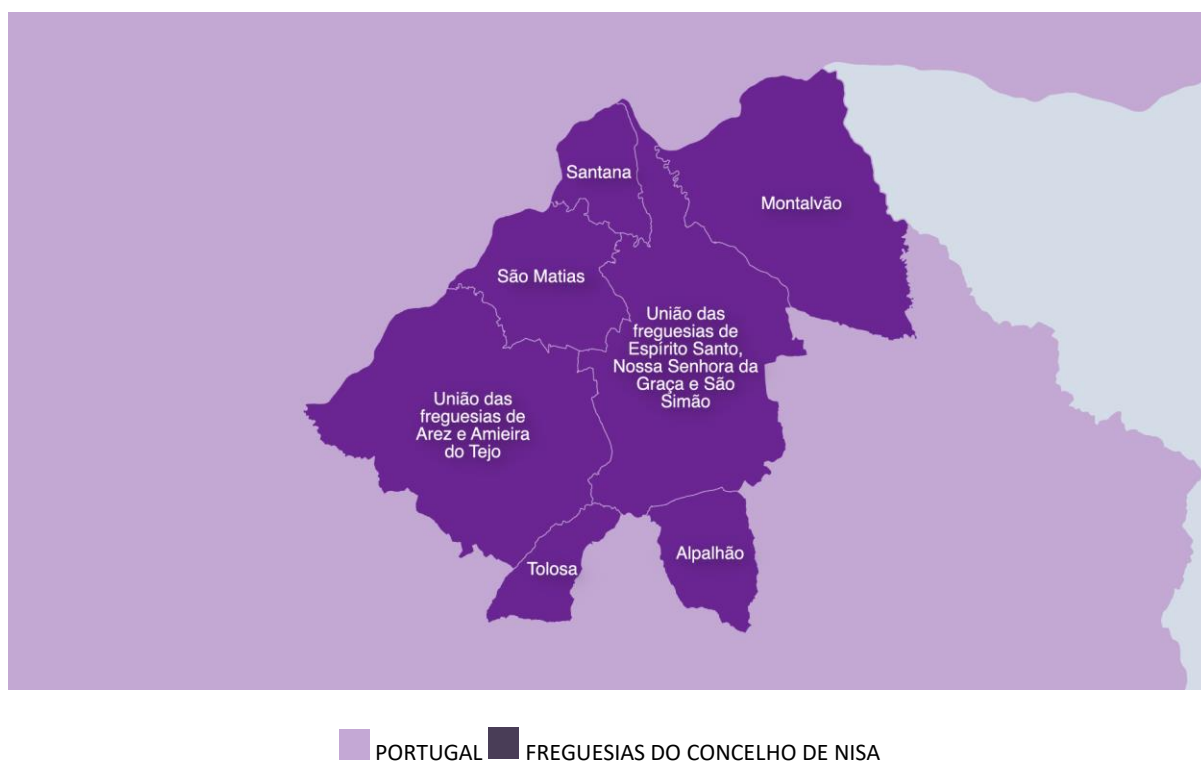 Santana
Montalvão
São Matias
União das
freguesias de
Espírito Santo,
Nossa Senhora da
Graça e São
Simão
União das
freguesias de
Arez e Amieira
do Tejo
Tolosa
Alpalhão
PORTUGAL FREGUESIAS DO CONCELHO DE NISA